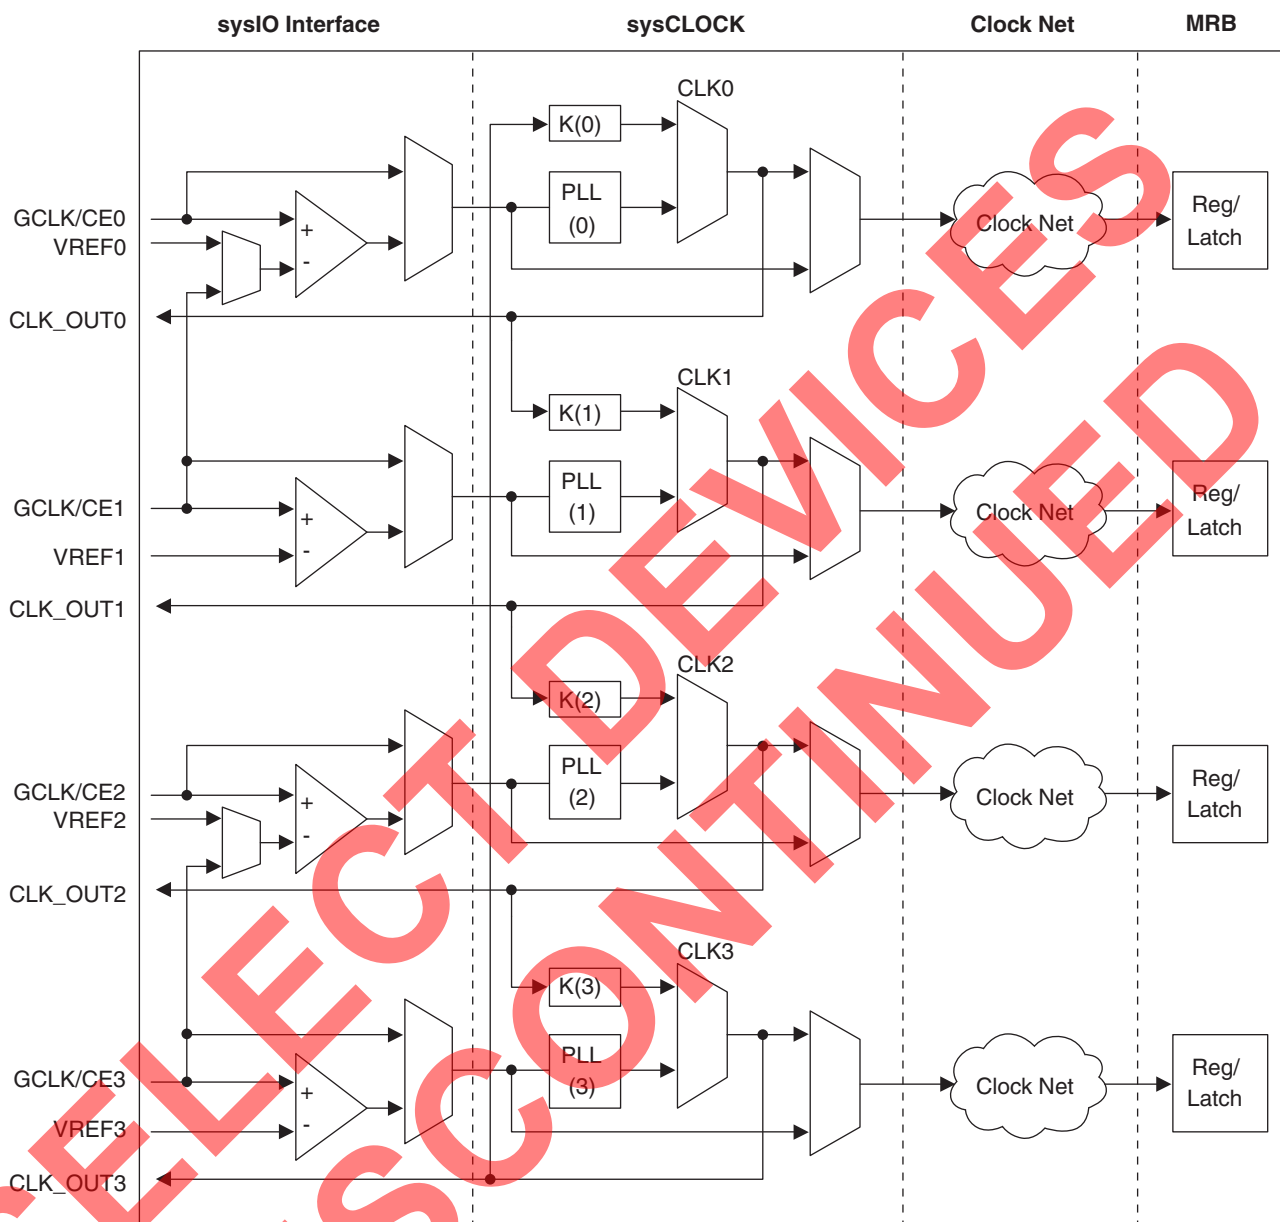 sysIO Interface sysCLOCK Clock Net MRB
CLK0
K(0)
PLL
(0)
GCLK/CE0
VREF0
+
-
Clock Net
Reg/
Latch
CLK_OUT0
CLK1
K(1)
PLL
(1)
GCLK/CE1
+
-
VREF1
Clock Net
Reg/
Latch
CLK_OUT1
CLK2
K(2)
PLL
(2)
GCLK/CE2
VREF2
+
-
Clock Net
Reg/
Latch
CLK_OUT2
CLK3
K(3)
PLL
(3)
GCLK/CE3
+
-
VREF3
Clock Net
Reg/
Latch
CLK_OUT3
SELECT DEVICES
DISCONTINUED